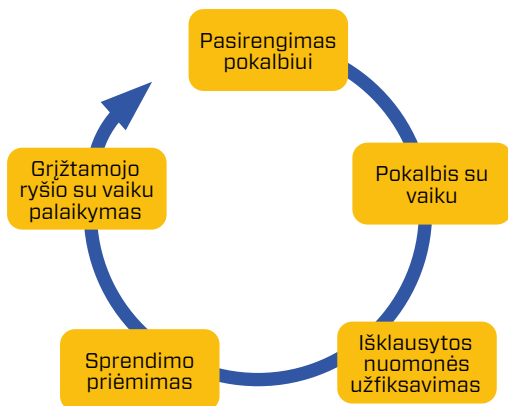 Pasirengimas
pokalbiui
Pokalbis su
vaiku
Išklausytos
nuomonės
užfiksavimas
Sprendimo
priėmimas
Grįžtamojo
ryšio su vaiku
palaikymas